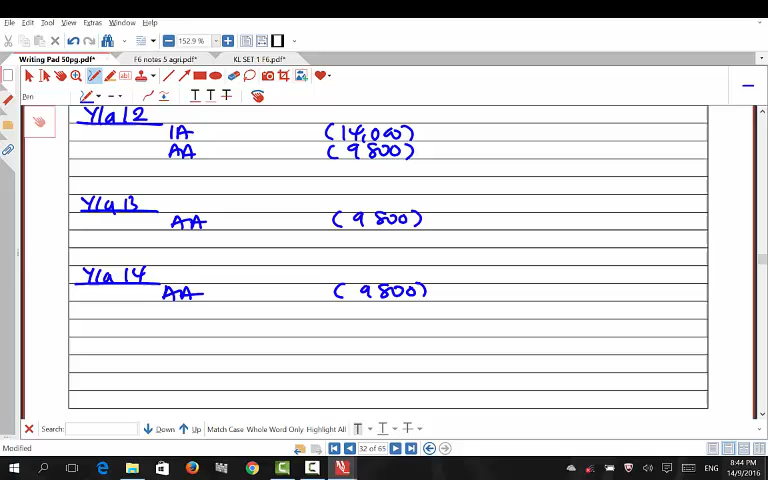 File Edit Tool View Extras Window Help
152.9%
Writing Pad 50pg.pdf* F6 notes 5 agri.pdf* KL SET 1 F6.pdf*
Pen
Y/a 12
IA (14,000)
AA (9800)
Y/a 13
AA (9800)
Y/a 14
AA (9800)
Search: Down Up Match Case Whole Word Only Highlight All
Modified 32 of 65
ENG 8:44 PM
14/9/2016